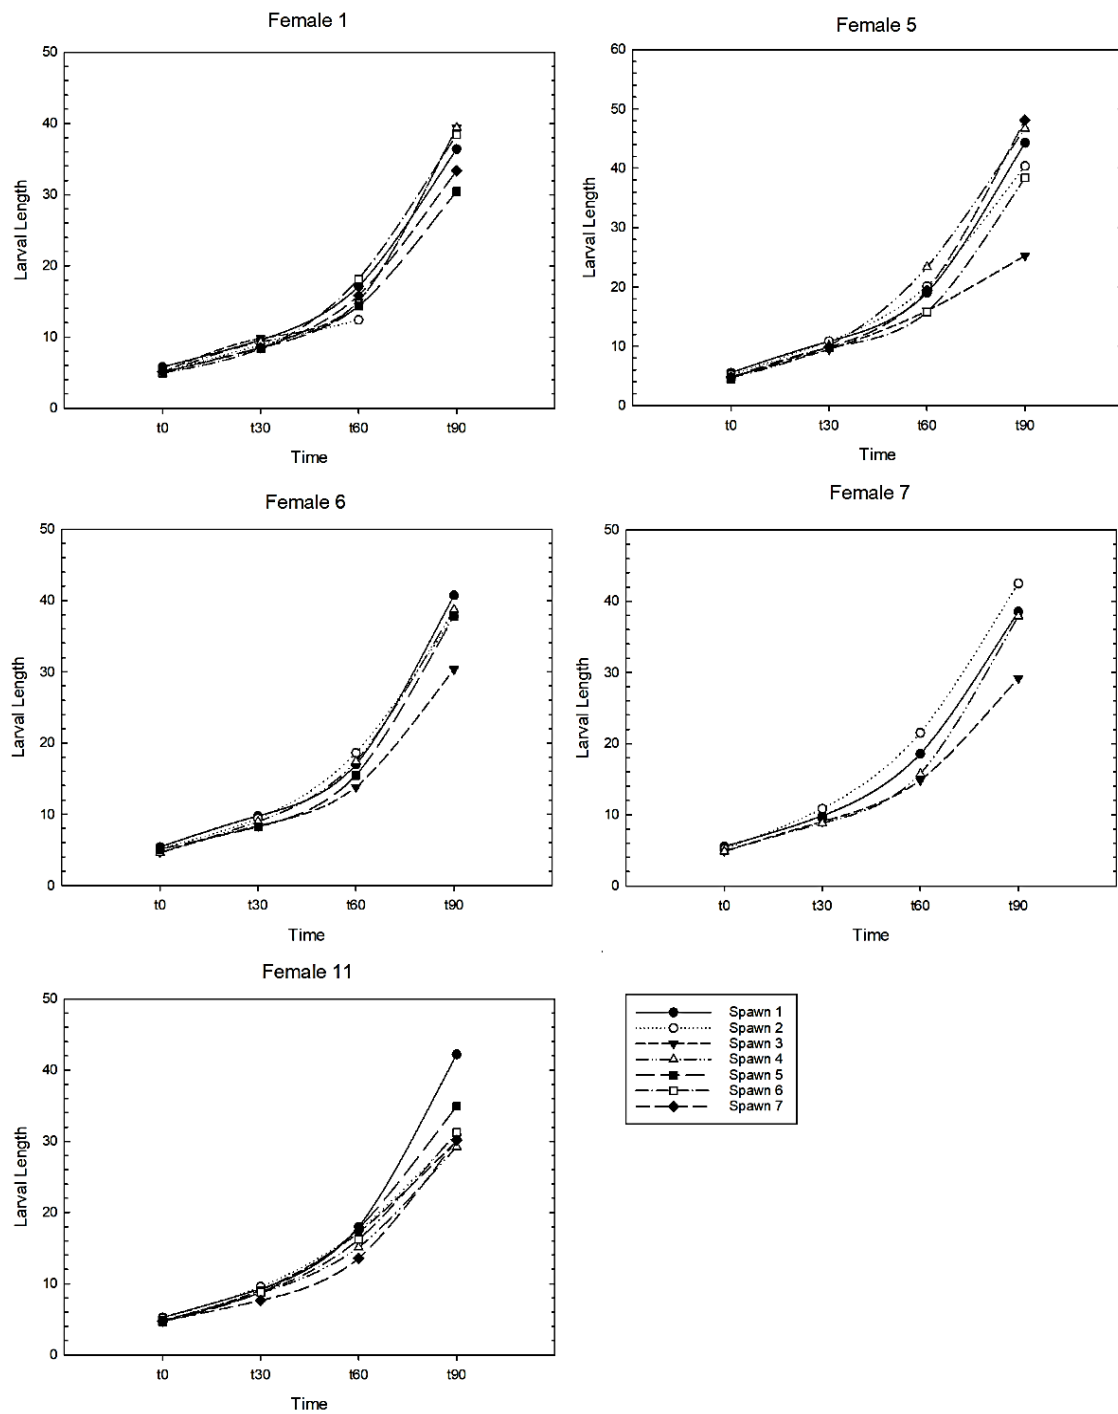 Female 1
50
40
30
20
10
0
Larval Length
t0 t30 t60 t90
Time
Female 5
60
50
40
30
20
10
0
Larval Length
t0 t30 t60 t90
Time
Female 6
50
40
30
20
10
0
Larval Length
t0 t30 t60 t90
Time
Female 7
50
40
30
20
10
0
Larval Length
t0 t30 t60 t90
Time
Female 11
50
40
30
20
10
0
Larval Length
t0 t30 t60 t90
Time
Spawn 1
Spawn 2
Spawn 3
Spawn 4
Spawn 5
Spawn 6
Spawn 7